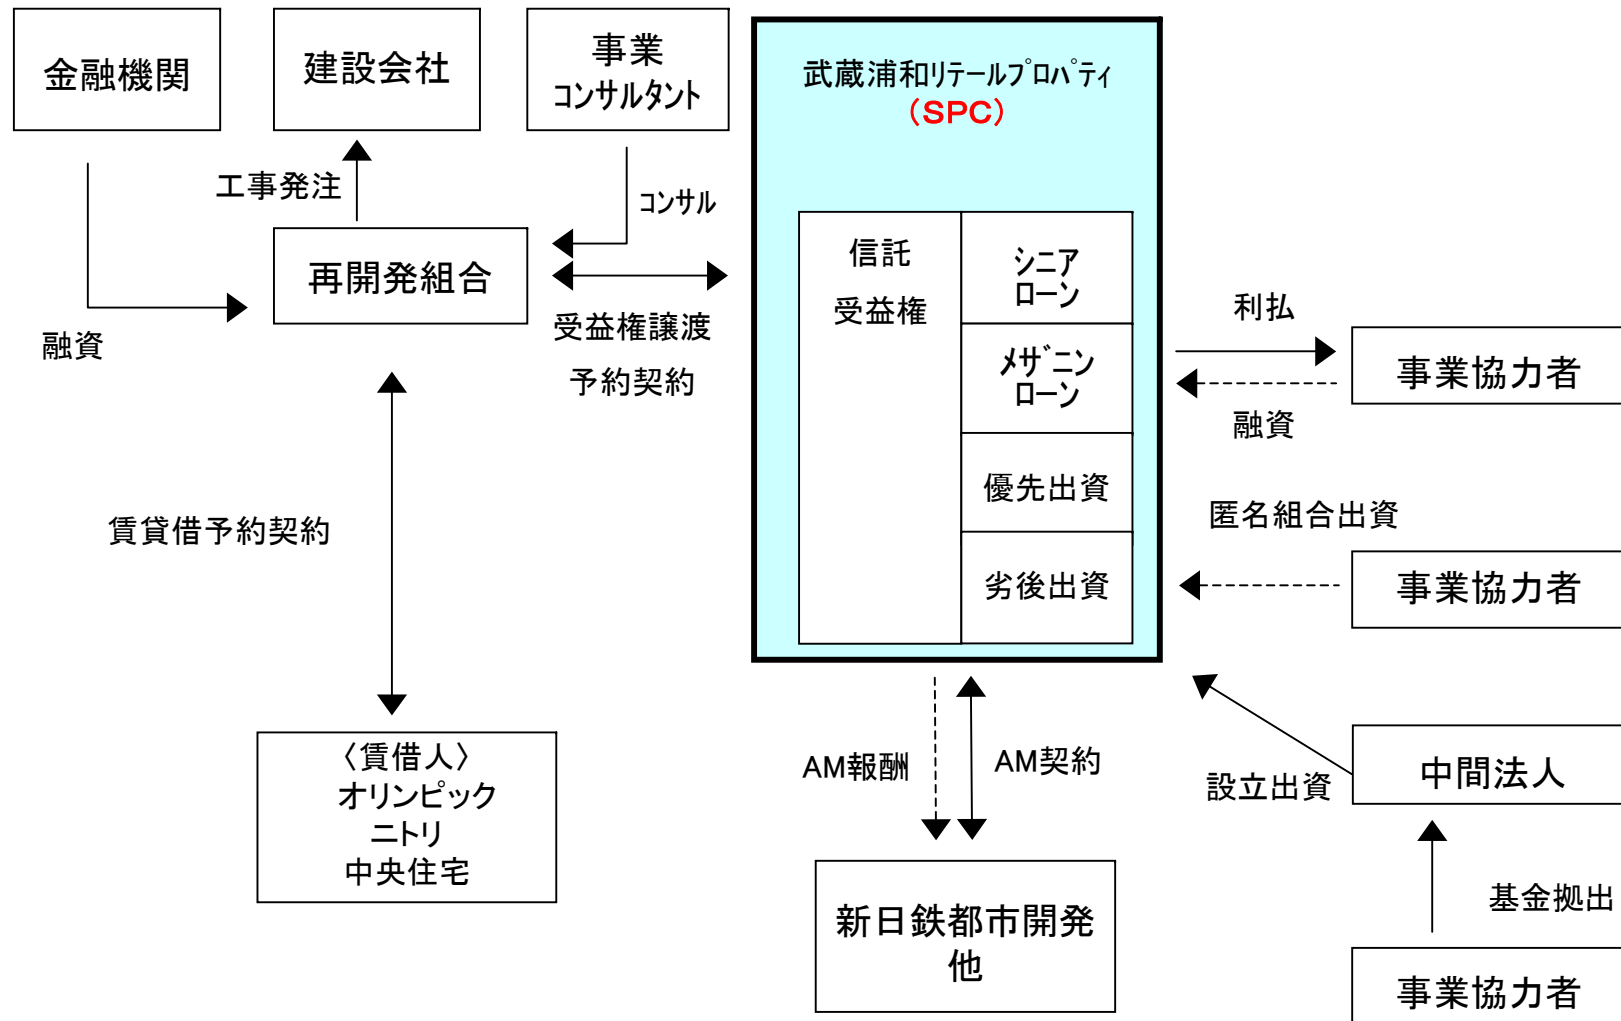 金融機関
建設会社
事業
コンサルタント
武蔵浦和ﾘﾃｰﾙﾌﾟﾛﾊﾟﾃｨ
（SPC）
工事発注
コンサル
再開発組合
融資
受益権譲渡
予約契約
信託
受益権
シニア
ローン
メザニン
ローン
優先出資
劣後出資
利払
事業協力者
融資
匿名組合出資
事業協力者
賃貸借予約契約
〈賃借人〉
オリンピック
ニトリ
中央住宅
AM報酬
AM契約
設立出資
中間法人
新日鉄都市開発
他
基金拠出
事業協力者